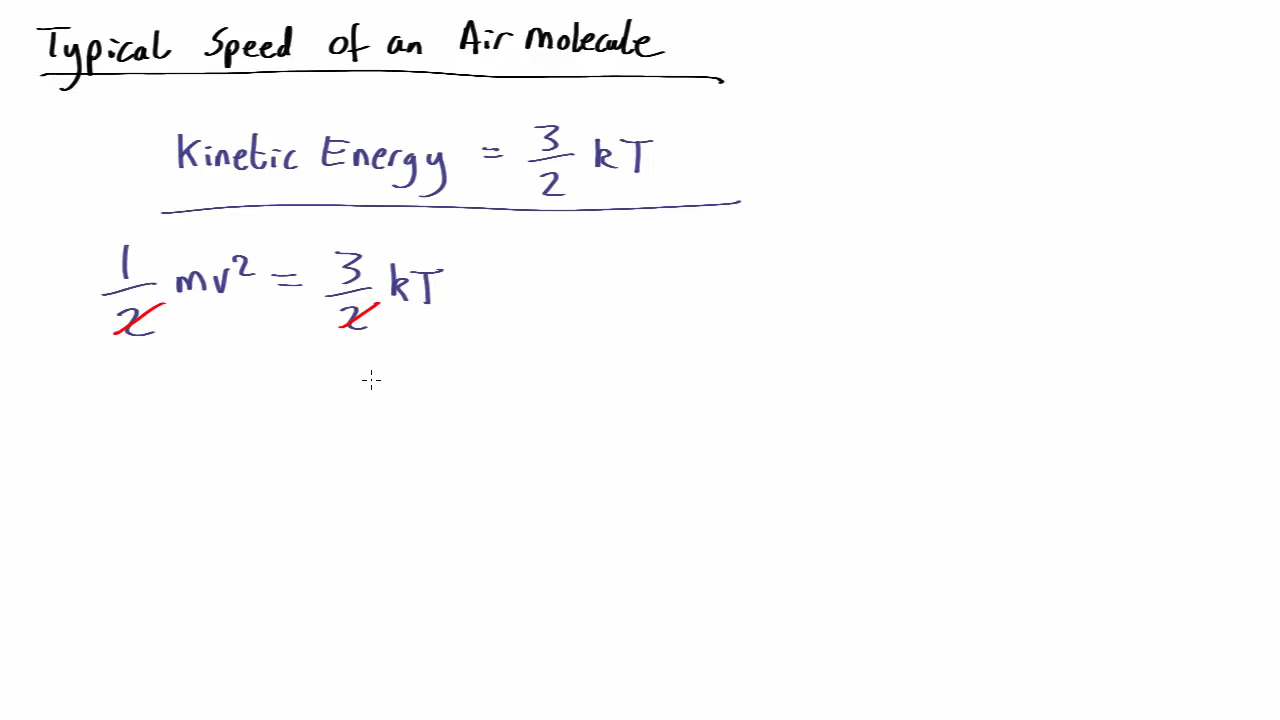 Typical Speed of an Air Molecule
Kinetic Energy = 3/2 kT
1/2 mv² = 3/2 kT